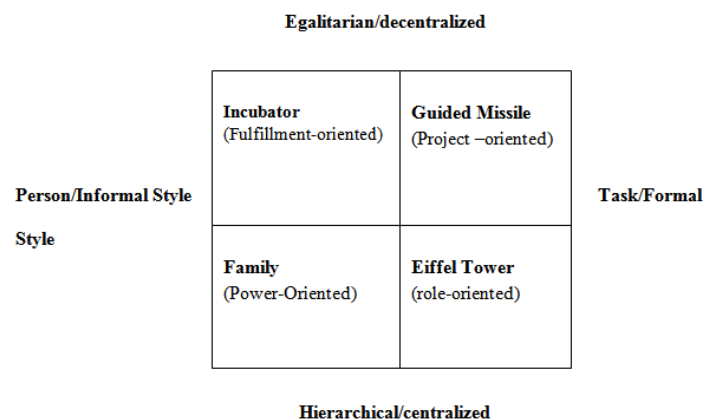 Egalitarian/decentralized
Incubator
(Fulfillment-oriented)
Guided Missile
(Project –oriented)
Person/Informal Style
Style
Task/Formal
Family
(Power-Oriented)
Eiffel Tower
(role-oriented)
Hierarchical/centralized